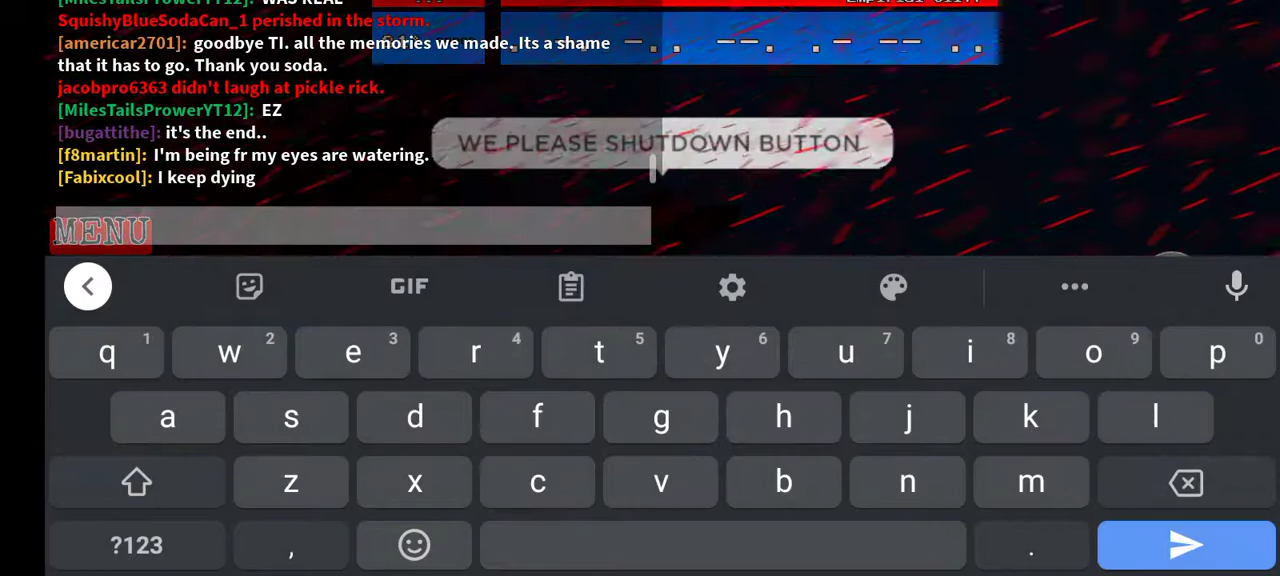 [MilesTailsProwerYT12]: WAS REAL
SquishyBlueSodaCan_1 perished in the storm.
[americar2701]: goodbye TI. all the memories we made. Its a shame
that it has to go. Thank you soda.
jacobpro6363 didn't laugh at pickle rick.
[MilesTailsProwerYT12]: EZ
[bugattithe]: it's the end..
[f8martin]: I'm being fr my eyes are watering.
[Fabixcool]: I keep dying
WE PLEASE SHUTDOWN BUTTON
MENU
GIF
q 1 w 2 e 3 r 4 t 5 y 6 u 7 i 8 o 9 p 0
a s d f g h j k l
z x c v b n m
?123 , .